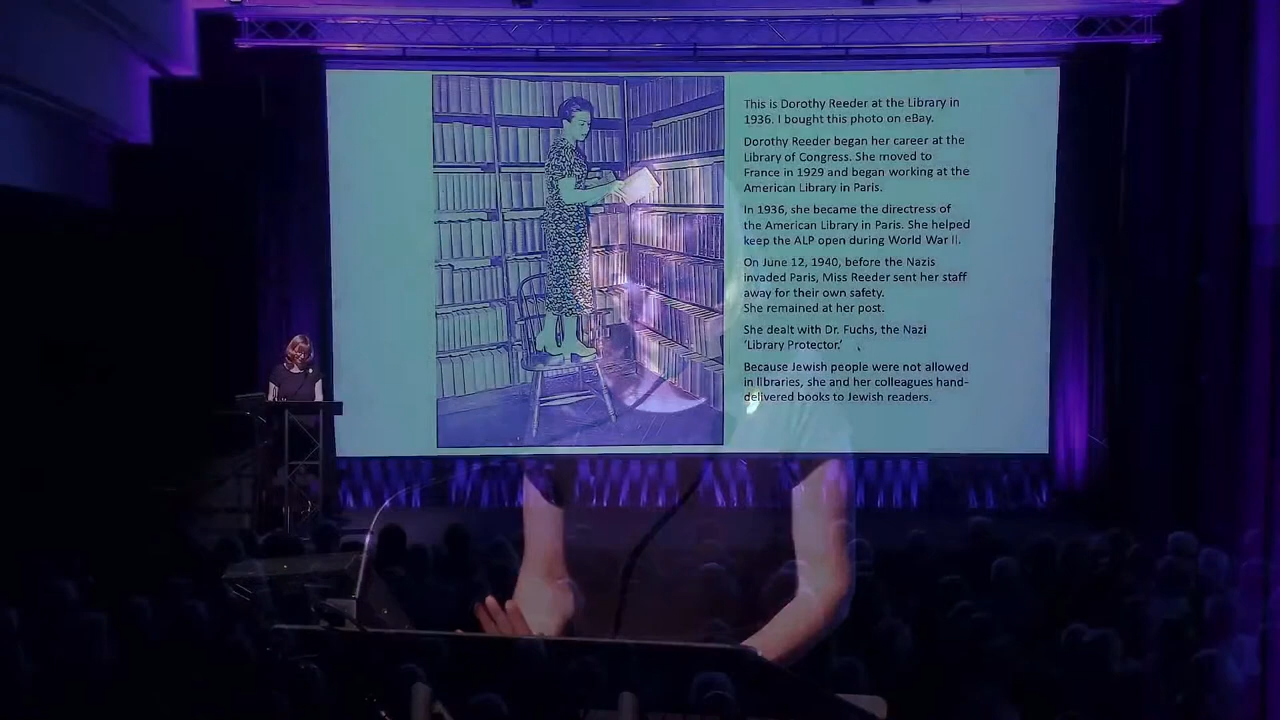 This is Dorothy Reeder at the Library in
1936. I bought this photo on eBay.
Dorothy Reeder began her career at the
Library of Congress. She moved to
France in 1929 and began working at the
American Library in Paris.
In 1936, she became the directress of
the American Library in Paris. She helped
keep the ALP open during World War II.
On June 12, 1940, before the Nazis
invaded Paris, Miss Reeder sent her staff
away for their own safety.
She remained at her post.
She dealt with Dr. Fuchs, the Nazi
'Library Protector.'
Because Jewish people were not allowed
in libraries, she and her colleagues hand-
delivered books to Jewish readers.